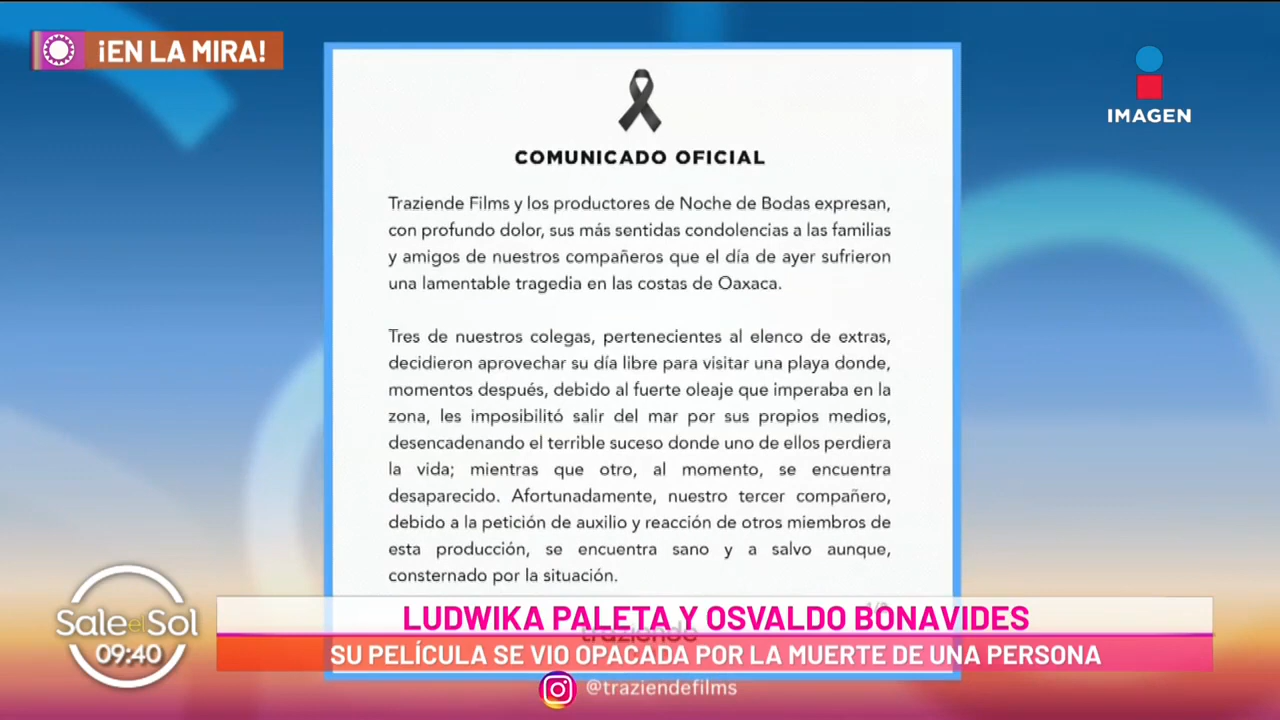 ¡EN LA MIRA!
IMAGEN
COMUNICADO OFICIAL
Traziende Films y los productores de Noche de Bodas expresan,
con profundo dolor, sus más sentidas condolencias a las familias
y amigos de nuestros compañeros que el día de ayer sufrieron
una lamentable tragedia en las costas de Oaxaca.
Tres de nuestros colegas, pertenecientes al elenco de extras,
decidieron aprovechar su día libre para visitar una playa donde,
momentos después, debido al fuerte oleaje que imperaba en la
zona, les imposibilitó salir del mar por sus propios medios,
desencadenando el terrible suceso donde uno de ellos perdiera
la vida; mientras que otro, al momento, se encuentra
desaparecido. Afortunadamente, nuestro tercer compañero,
debido a la petición de auxilio y reacción de otros miembros de
esta producción, se encuentra sano y a salvo aunque,
consternado por la situación.
Sale el Sol
09:40
LUDWIKA PALETA Y OSVALDO BONAVIDES
traziende
SU PELÍCULA SE VIO OPACADA POR LA MUERTE DE UNA PERSONA
@traziendefilms